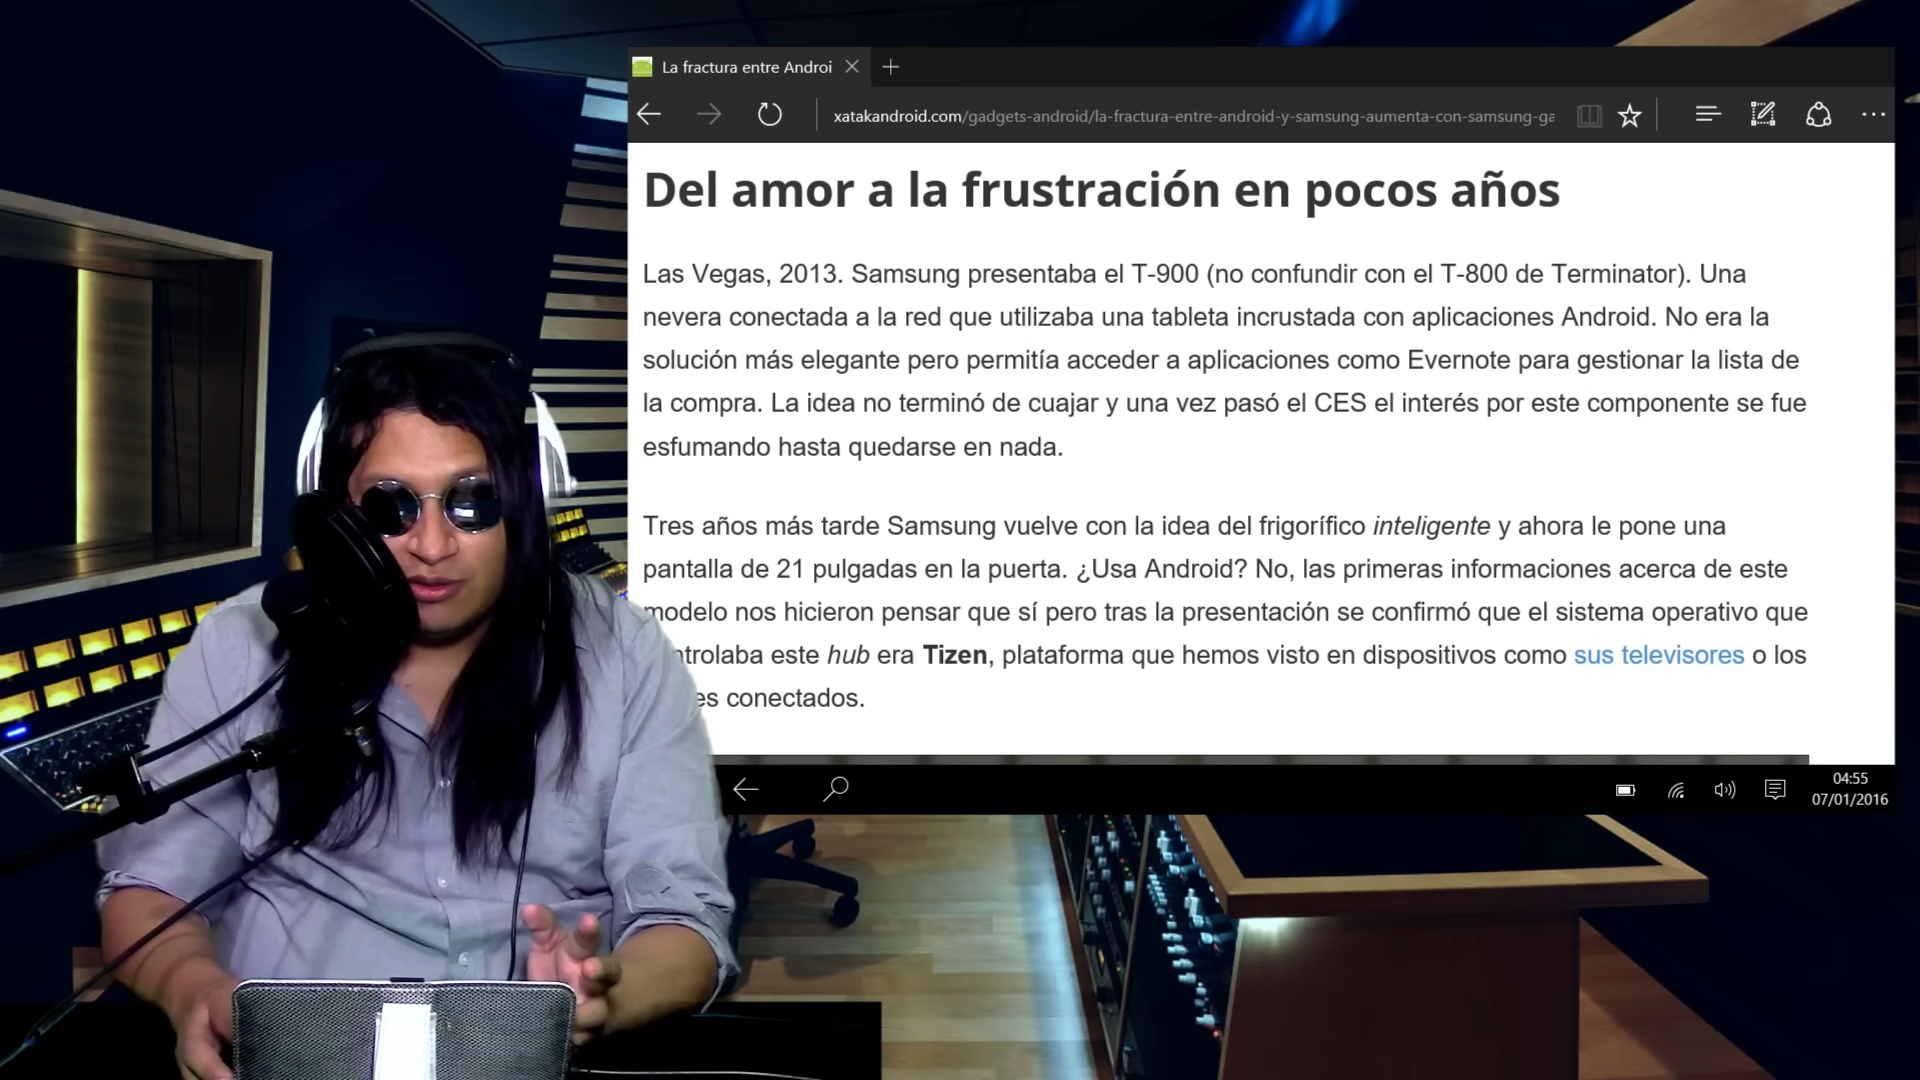 La fractura entre Androi
xatakandroid.com/gadgets-android/la-fractura-entre-android-y-samsung-aumenta-con-samsung-ga
Del amor a la frustración en pocos años
Las Vegas, 2013. Samsung presentaba el T-900 (no confundir con el T-800 de Terminator). Una
nevera conectada a la red que utilizaba una tableta incrustada con aplicaciones Android. No era la
solución más elegante pero permitía acceder a aplicaciones como Evernote para gestionar la lista de
la compra. La idea no terminó de cuajar y una vez pasó el CES el interés por este componente se fue
esfumando hasta quedarse en nada.
Tres años más tarde Samsung vuelve con la idea del frigorífico inteligente y ahora le pone una
pantalla de 21 pulgadas en la puerta. ¿Usa Android? No, las primeras informaciones acerca de este
modelo nos hicieron pensar que sí pero tras la presentación se confirmó que el sistema operativo que
ntrolaba este hub era Tizen, plataforma que hemos visto en dispositivos como sus televisores o los
es conectados.
04:55
07/01/2016